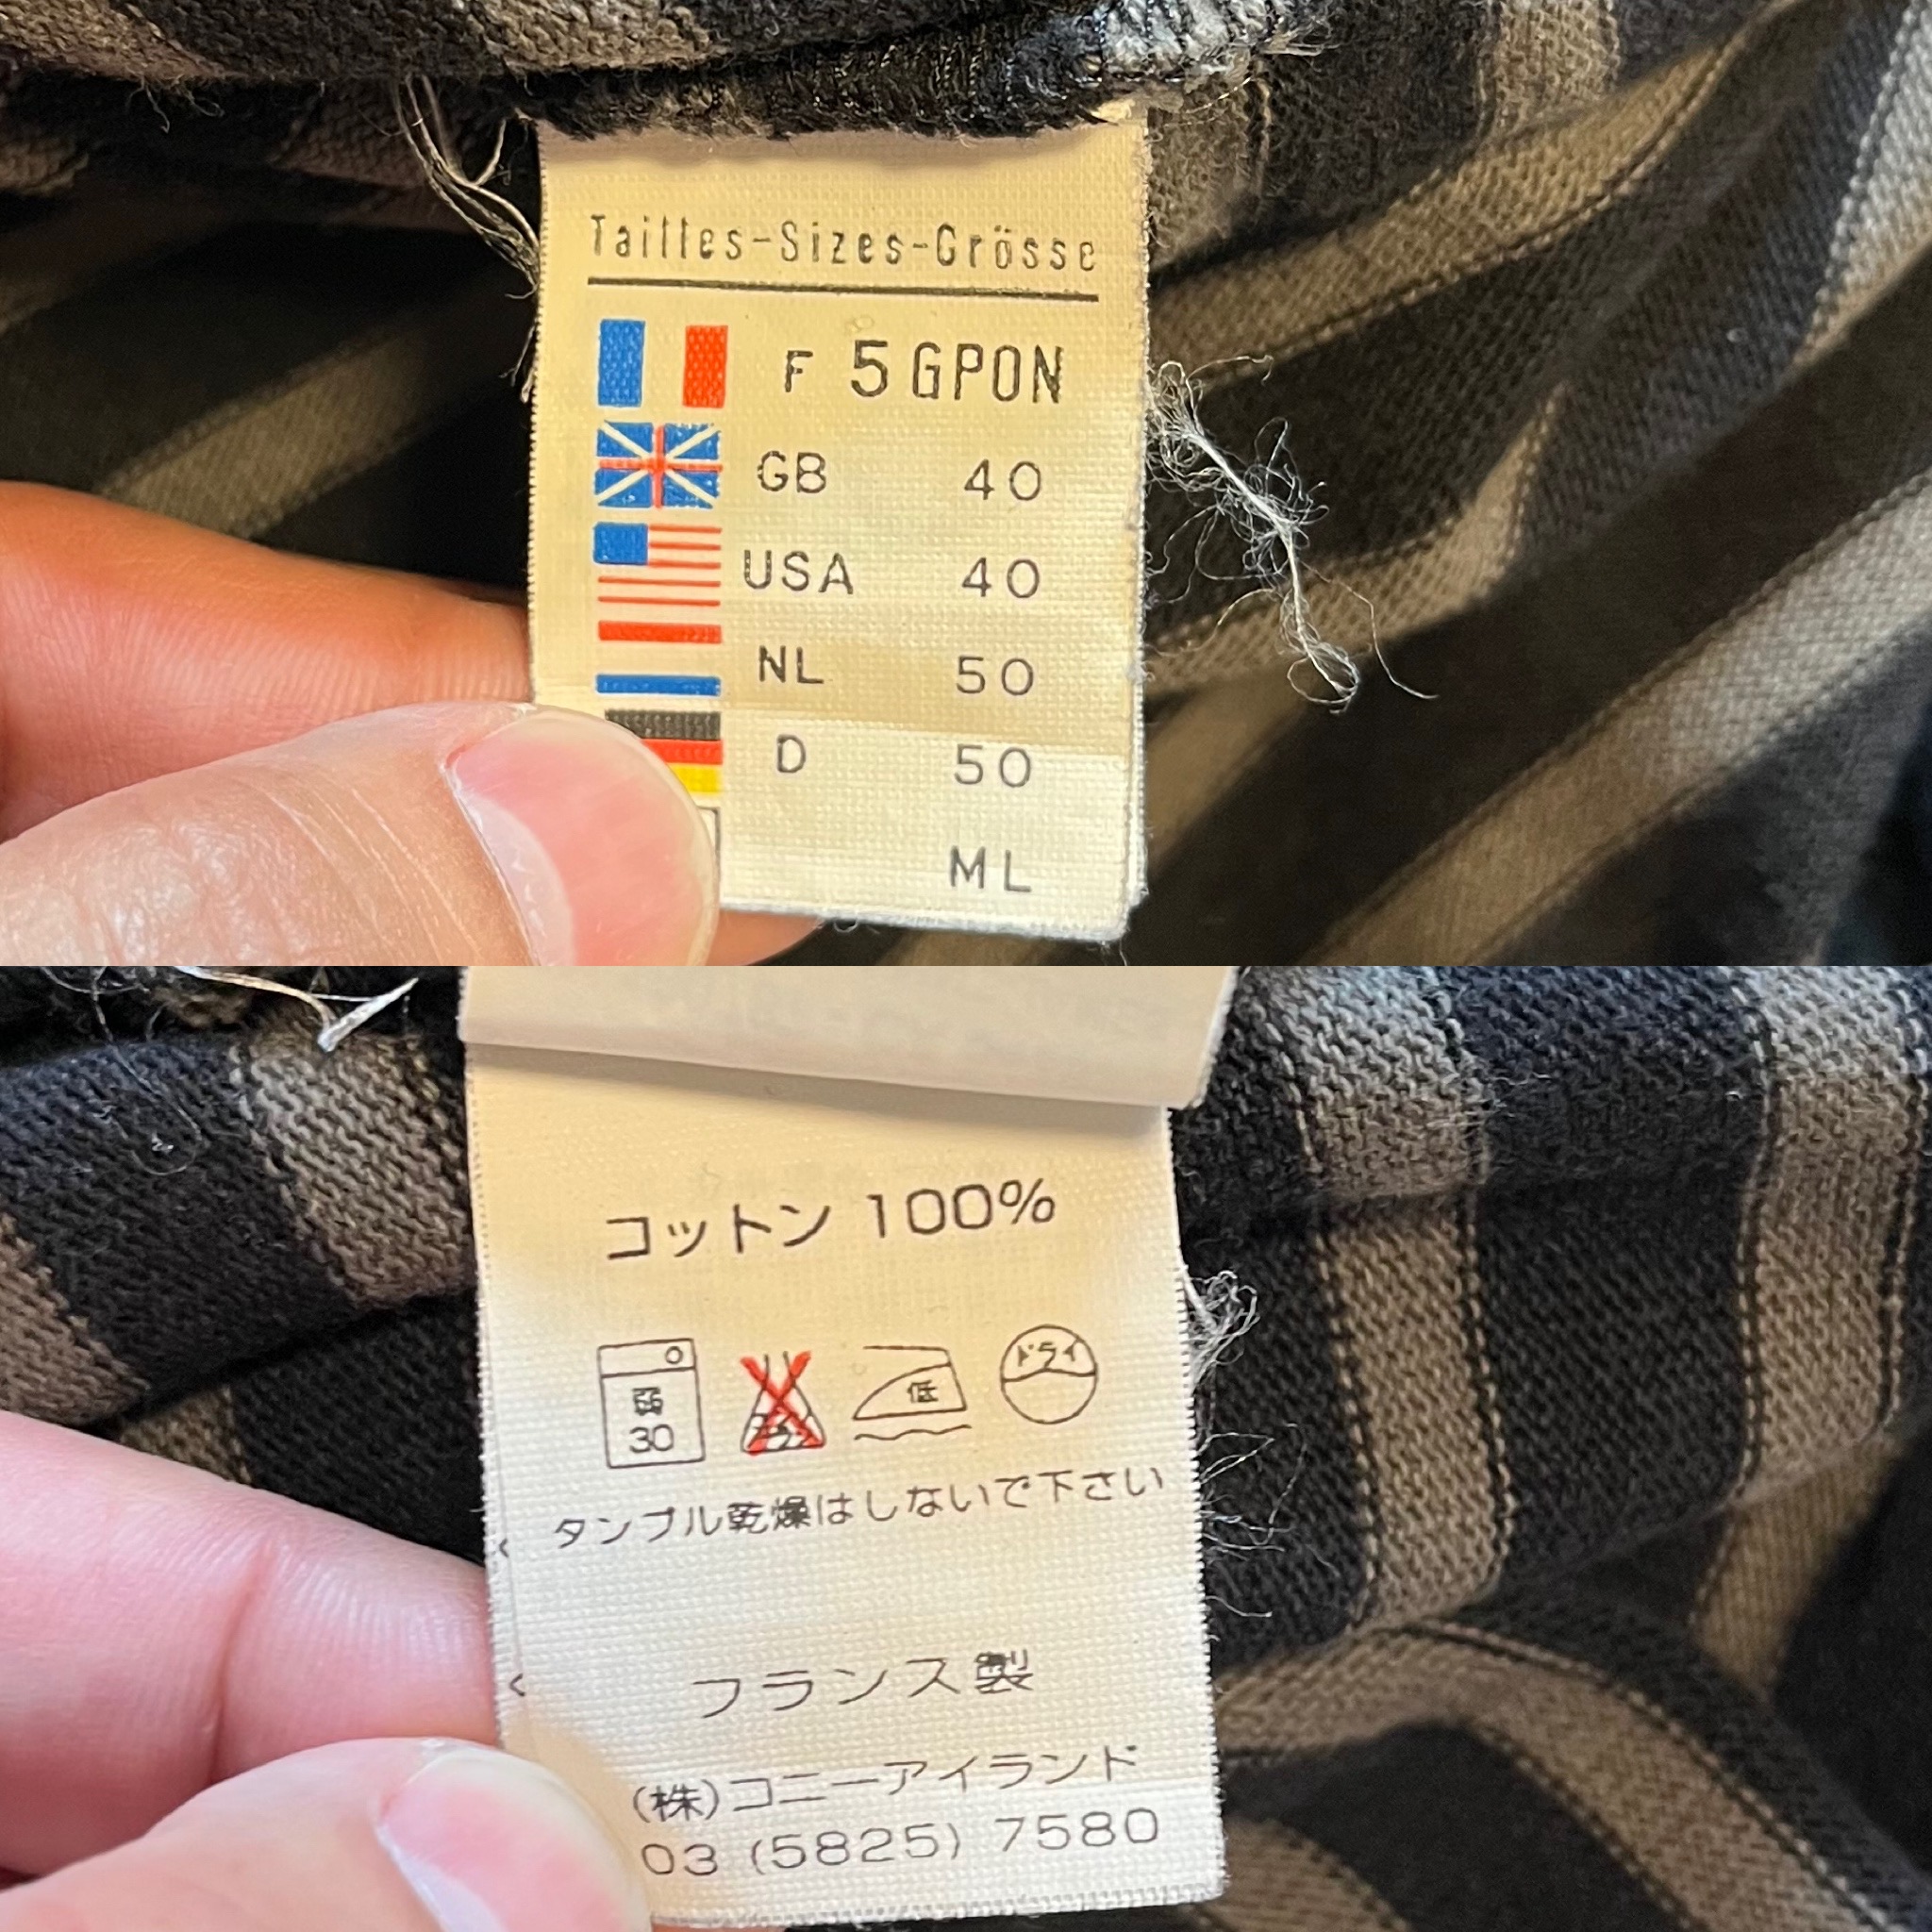 Tailles-Sizes-Grösse
F 5 GPON
GB 40
USA 40
NL 50
D 50
ML
コットン 100%
弱
30
低
ドライ
タンブル乾燥はしないで下さい
フランス製
(株)コニーアイランド
03 (5825) 7580